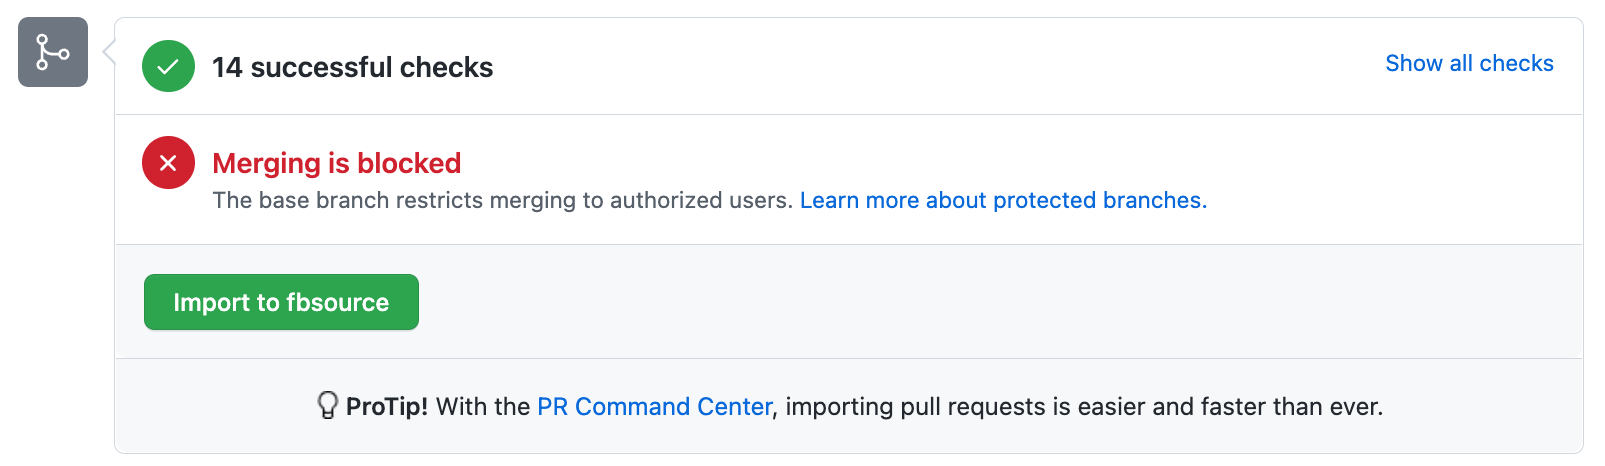 14 successful checks
Show all checks
Merging is blocked
The base branch restricts merging to authorized users. Learn more about protected branches.
Import to fbsource
ProTip! With the PR Command Center, importing pull requests is easier and faster than ever.